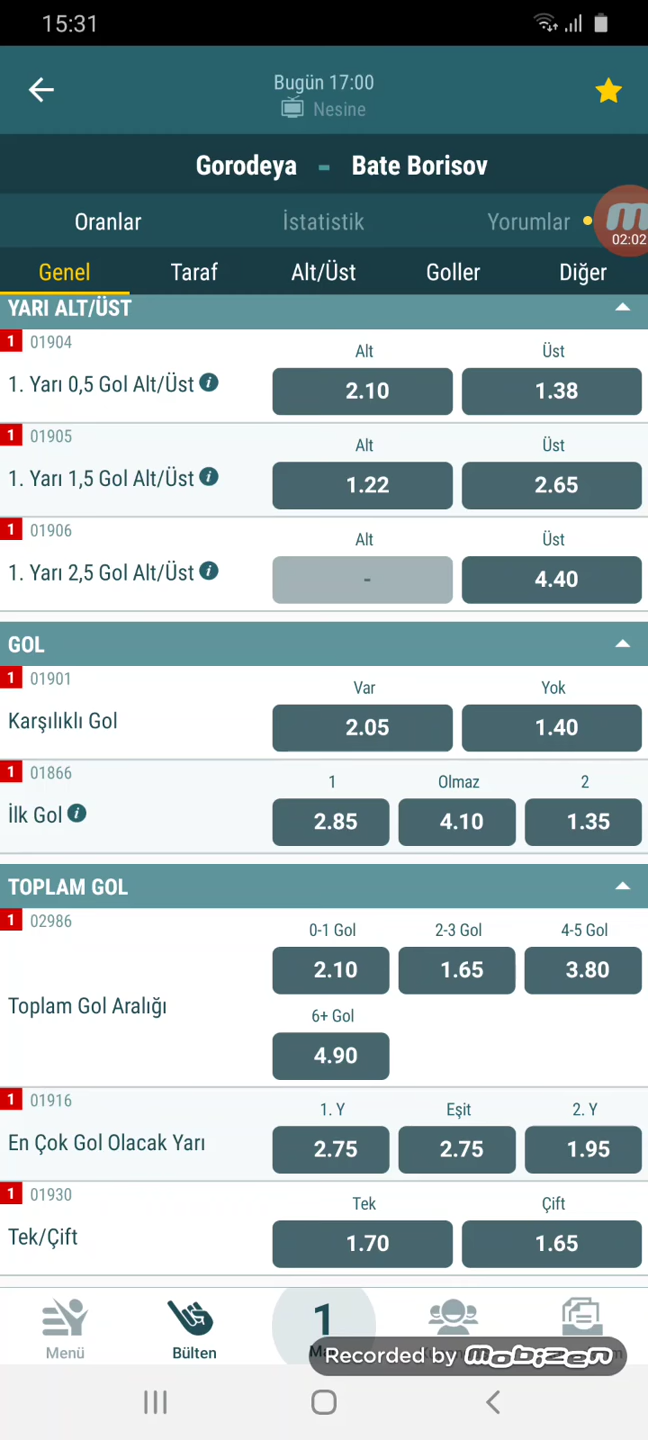 15:31
Bugün 17:00
Nesine
Gorodeya - Bate Borisov
Oranlar İstatistik Yorumlar
02:02
Genel Taraf Alt/Üst Goller Diğer
YARI ALT/ÜST
1 01904
Alt Üst
1. Yarı 0,5 Gol Alt/Üst i 2.10 1.38
1 01905
Alt Üst
1. Yarı 1,5 Gol Alt/Üst i 1.22 2.65
1 01906
Alt Üst
1. Yarı 2,5 Gol Alt/Üst i - 4.40
GOL
1 01901
Var Yok
Karşılıklı Gol 2.05 1.40
1 01866
1 Olmaz 2
İlk Gol i 2.85 4.10 1.35
TOPLAM GOL
1 02986
0-1 Gol 2-3 Gol 4-5 Gol
2.10 1.65 3.80
Toplam Gol Aralığı
6+ Gol
4.90
1 01916
1. Y Eşit 2. Y
En Çok Gol Olacak Yarı 2.75 2.75 1.95
1 01930
Tek Çift
Tek/Çift 1.70 1.65
1
Menü Bülten
Recorded by mobizen